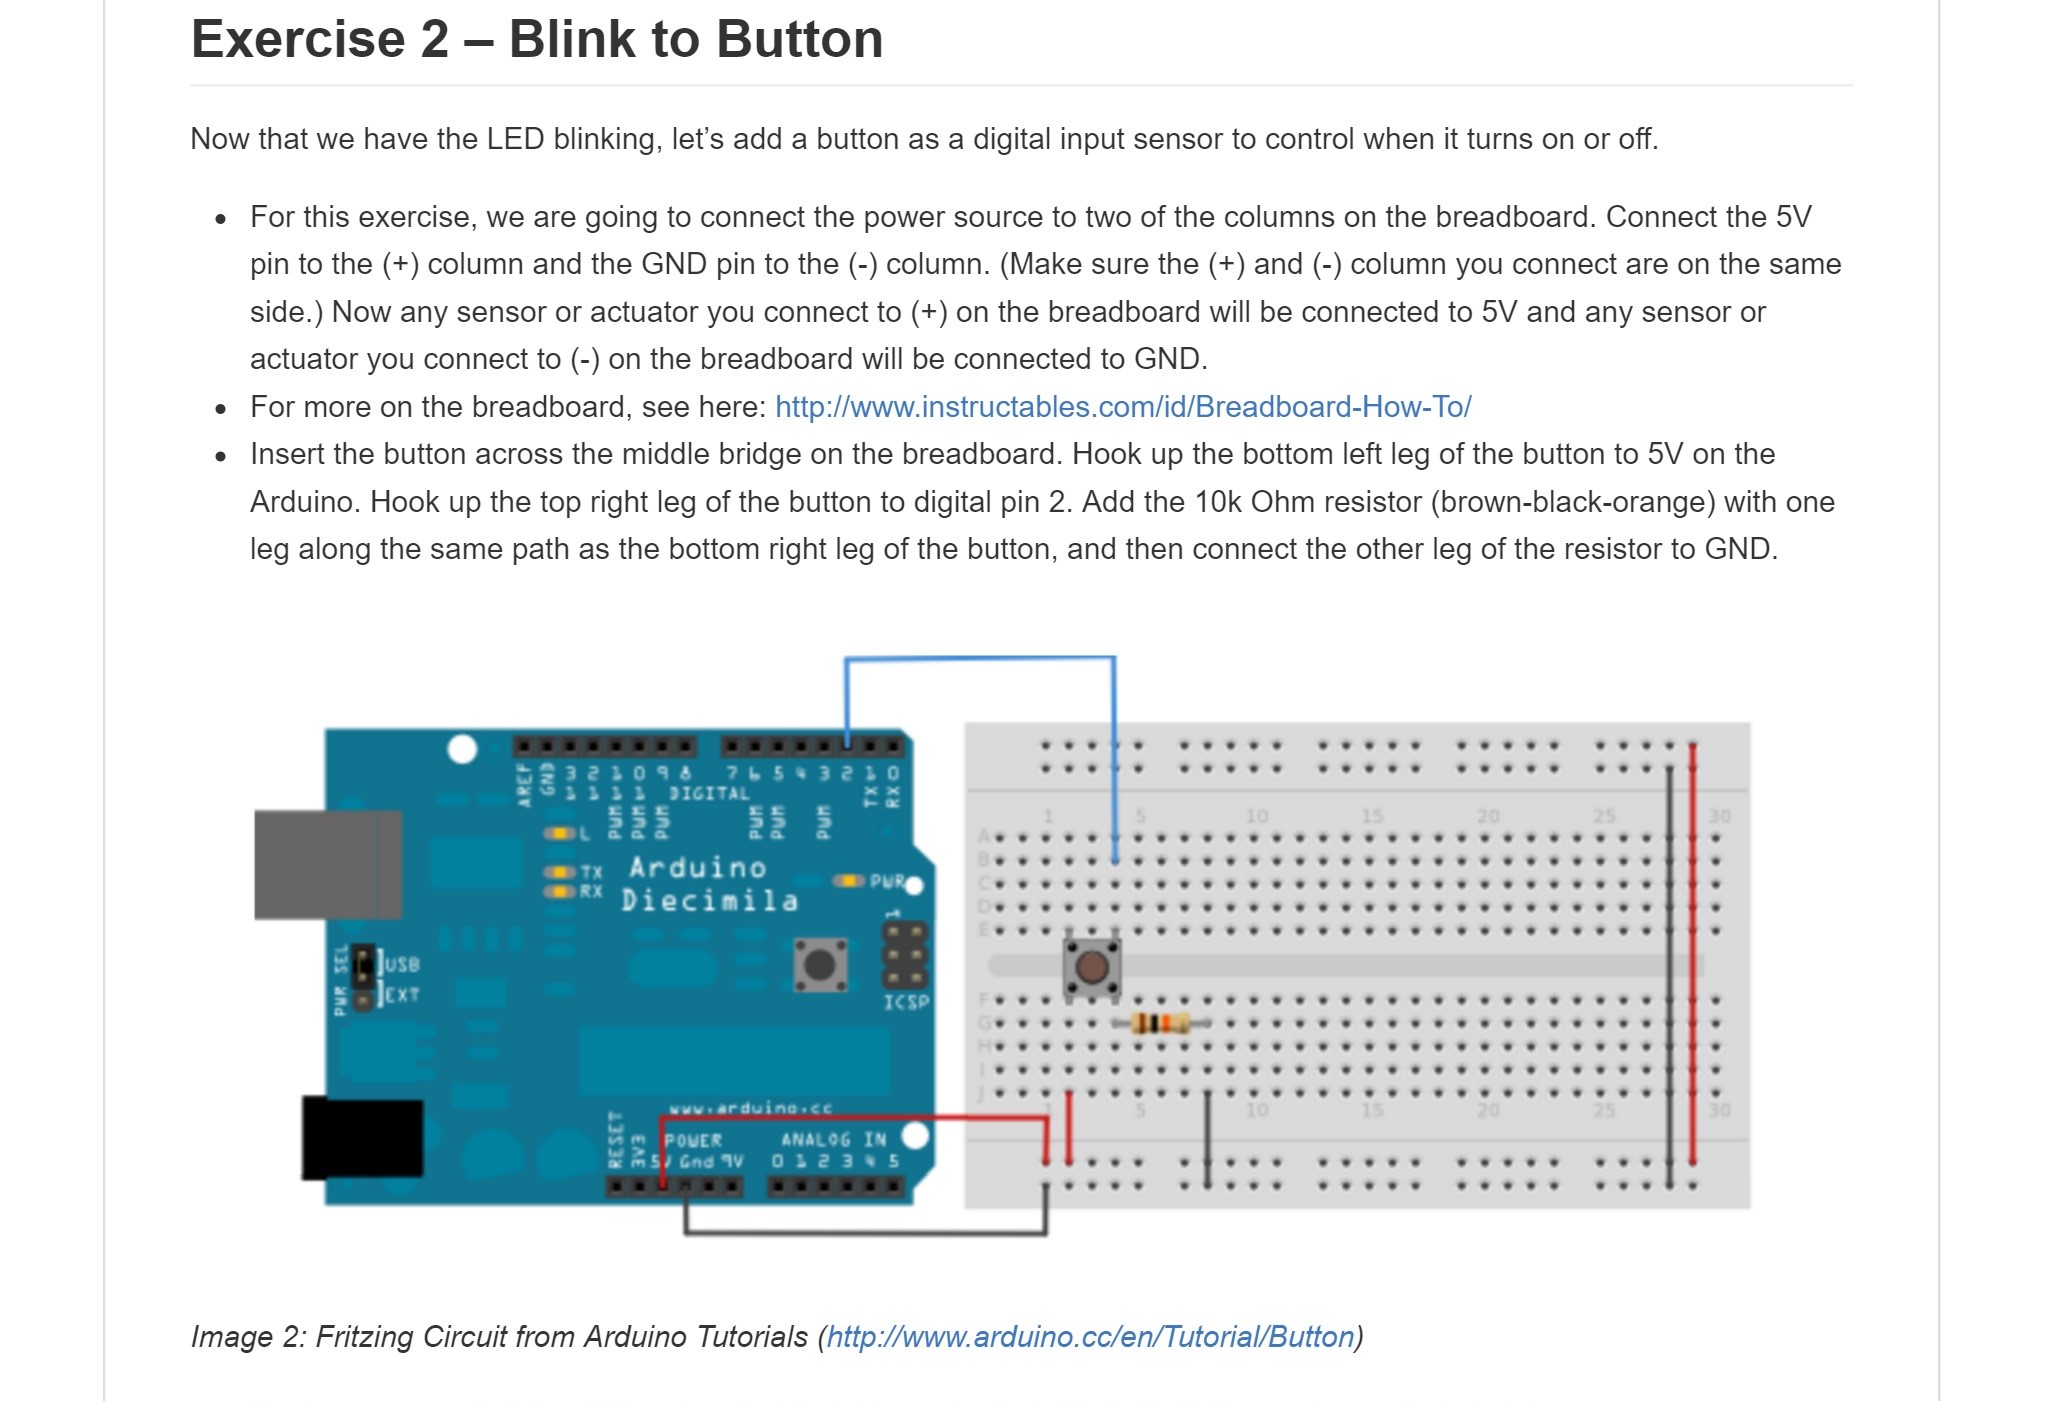 Exercise 2 – Blink to Button
Now that we have the LED blinking, let’s add a button as a digital input sensor to control when it turns on or off.
• For this exercise, we are going to connect the power source to two of the columns on the breadboard. Connect the 5V
pin to the (+) column and the GND pin to the (-) column. (Make sure the (+) and (-) column you connect are on the same
side.) Now any sensor or actuator you connect to (+) on the breadboard will be connected to 5V and any sensor or
actuator you connect to (-) on the breadboard will be connected to GND.
• For more on the breadboard, see here: http://www.instructables.com/id/Breadboard-How-To/
• Insert the button across the middle bridge on the breadboard. Hook up the bottom left leg of the button to 5V on the
Arduino. Hook up the top right leg of the button to digital pin 2. Add the 10k Ohm resistor (brown-black-orange) with one
leg along the same path as the bottom right leg of the button, and then connect the other leg of the resistor to GND.
AREF GND 13 12 11 10 9 8 7 6 5 4 3 2 1 0
DIGITAL
TX RX
PWM PWM PWM PWM PWM PWM
L
TX
RX
Arduino
Diecimila
PWR
1
ICSP
PWR SEL
USB
EXT
www.arduino.cc
RESET 3V3
POWER
5V Gnd 9V
ANALOG IN
0 1 2 3 4 5
1 5 10 15 20 25 30
A
B
C
D
E
F
G
H
I
J
1 5 10 15 20 25 30
Image 2: Fritzing Circuit from Arduino Tutorials (http://www.arduino.cc/en/Tutorial/Button)